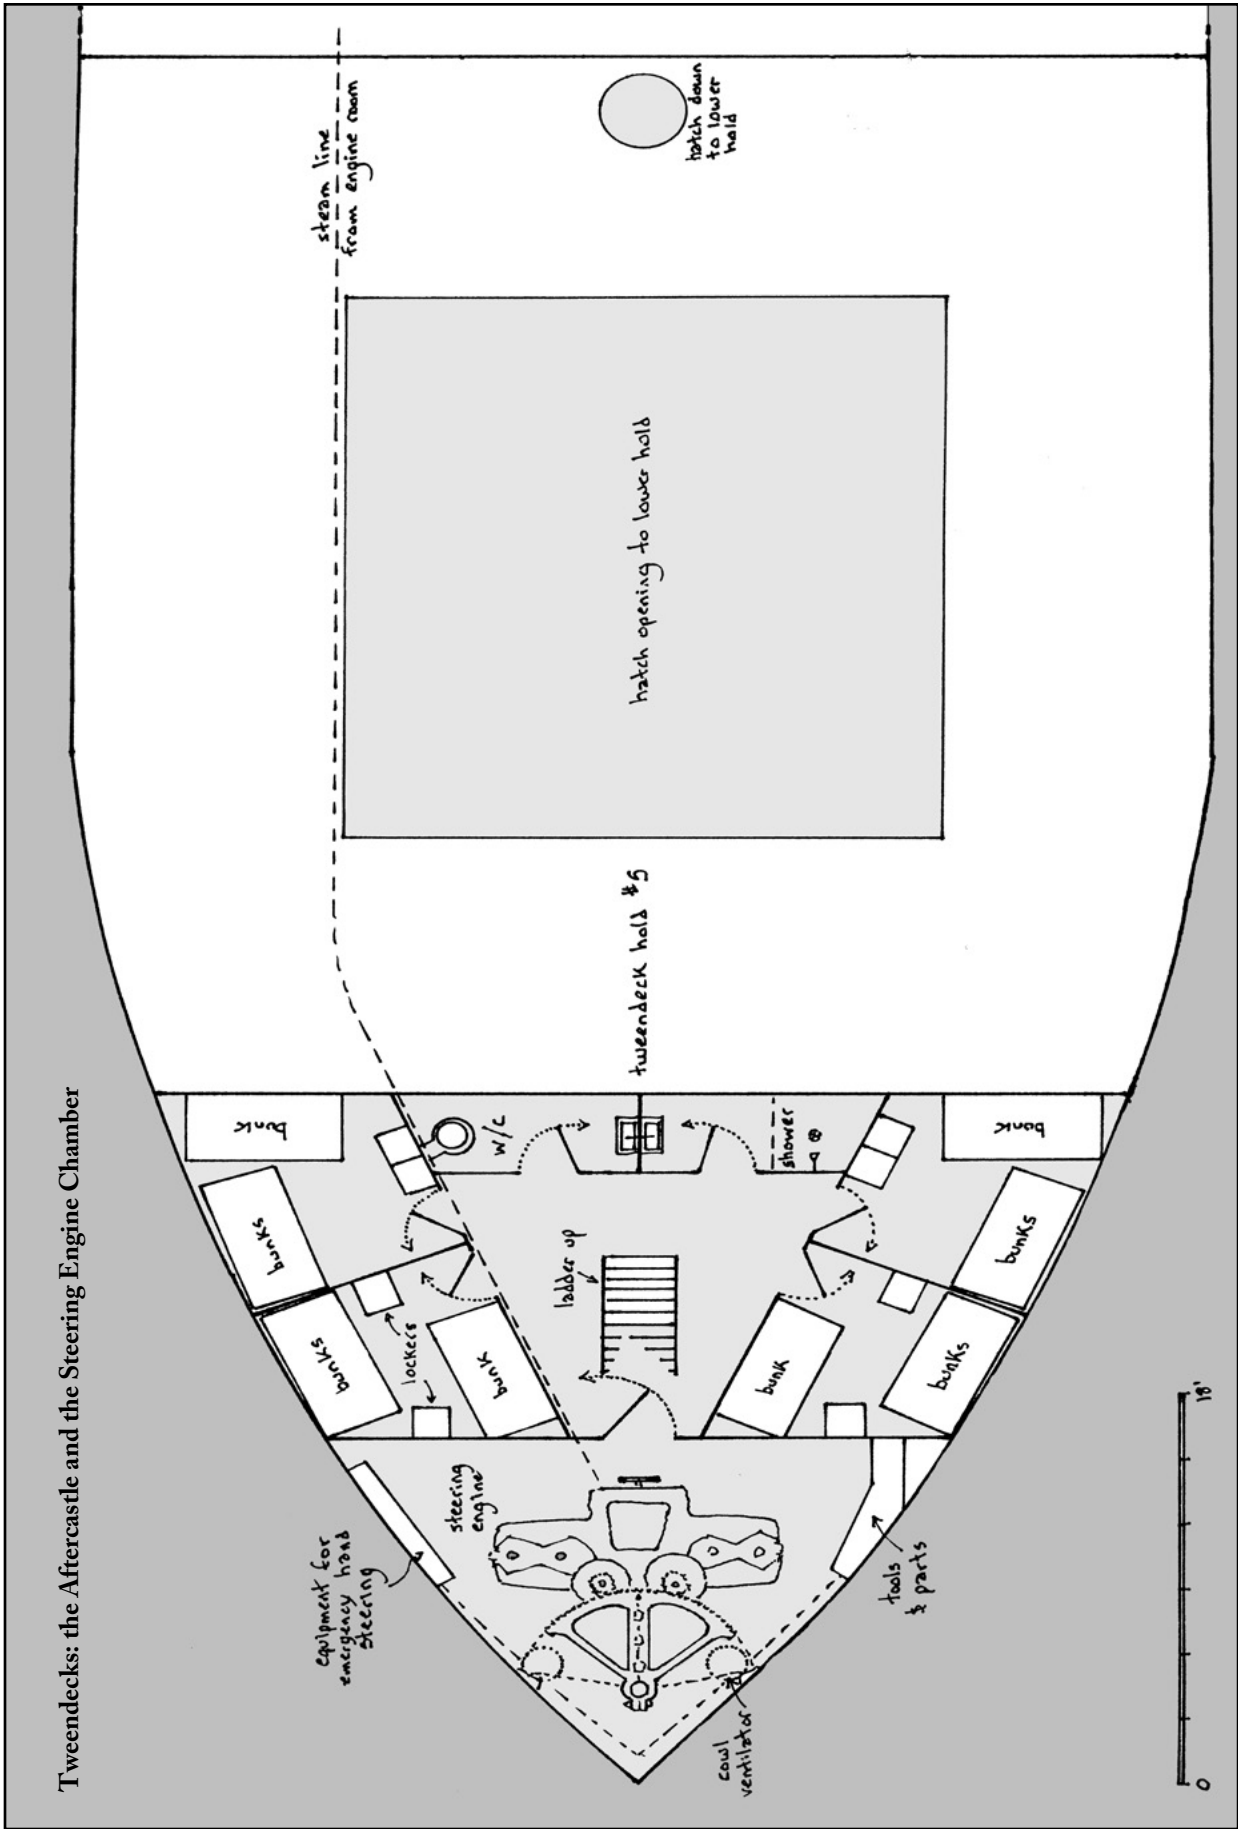 Tweendecks: the Aftercastle and the Steering Engine Chamber
equipment for
emergency hand
steering
steering
engine
cowl
ventilator
tools
& parts
bunks
lockers
bunk
bunks
bunk
ladder up
W/C
shower
bunk
bunks
bunks
bunk
tweendeck hold #5
hatch opening to lower hold
steam line
from engine room
hatch down
to lower
hold
0
18'